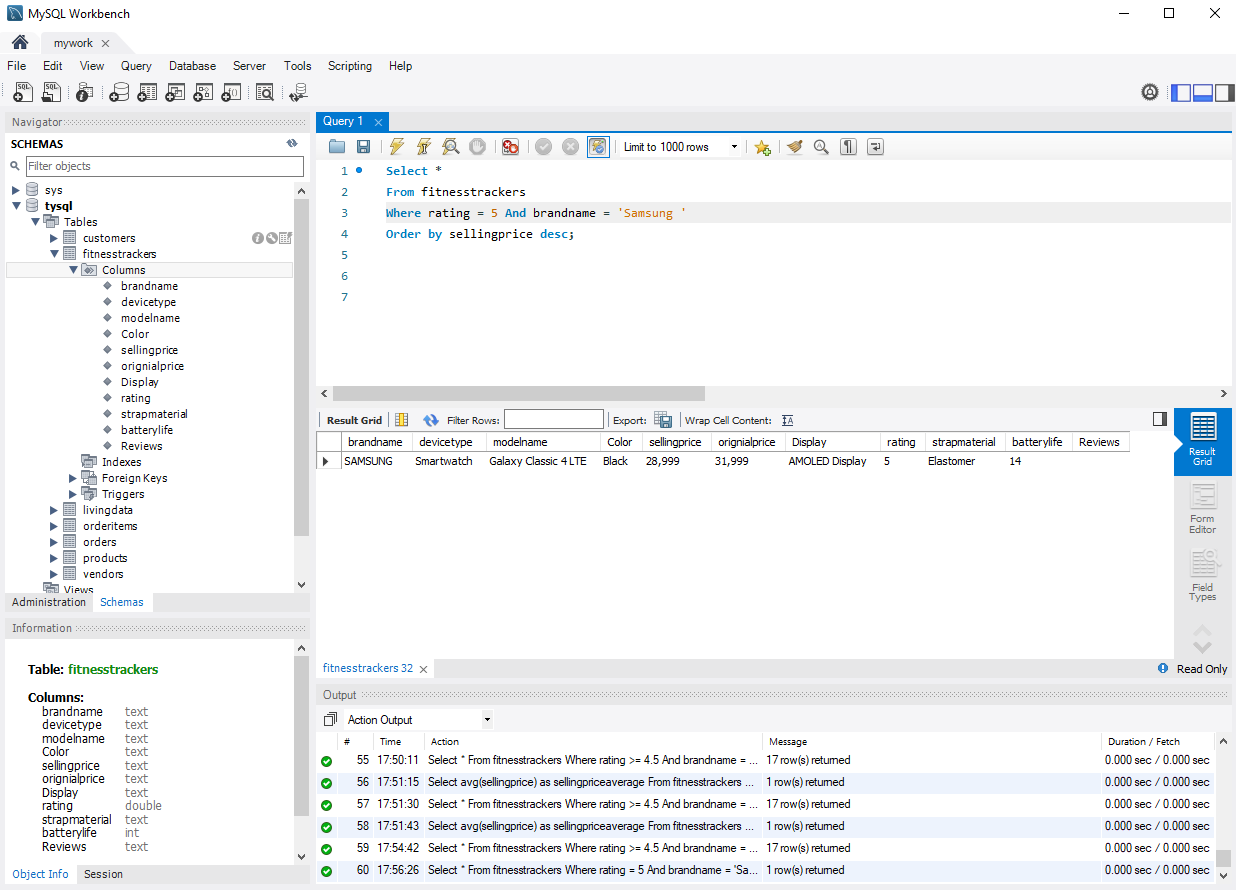 MySQL Workbench
mywork
File Edit View Query Database Server Tools Scripting Help
Navigator
SCHEMAS
Filter objects
sys
tysql
Tables
customers
fitnesstrackers
Columns
brandname
devicetype
modelname
Color
sellingprice
orignialprice
Display
rating
strapmaterial
batterylife
Reviews
Indexes
Foreign Keys
Triggers
livingdata
orderitems
orders
products
vendors
Views
Administration Schemas
Information
Table: fitnesstrackers
Columns:
brandname text
devicetype text
modelname text
Color text
sellingprice text
orignialprice text
Display text
rating double
strapmaterial text
batterylife int
Reviews text
Object Info Session
Query 1
Limit to 1000 rows
1 Select *
2 From fitnesstrackers
3 Where rating = 5 And brandname = 'Samsung '
4 Order by sellingprice desc;
5
6
7
Result Grid Filter Rows: Export: Wrap Cell Content:
brandname devicetype modelname Color sellingprice orignialprice Display rating strapmaterial batterylife Reviews
SAMSUNG Smartwatch Galaxy Classic 4 LTE Black 28,999 31,999 AMOLED Display 5 Elastomer 14
Result
Grid
Form
Editor
Field
Types
fitnesstrackers 32
Read Only
Output
Action Output
# Time Action Message Duration / Fetch
55 17:50:11 Select * From fitnesstrackers Where rating >= 4.5 And brandname = ... 17 row(s) returned 0.000 sec / 0.000 sec
56 17:51:15 Select avg(sellingprice) as sellingpriceaverage From fitnesstrackers ... 1 row(s) returned 0.000 sec / 0.000 sec
57 17:51:30 Select * From fitnesstrackers Where rating >= 4.5 And brandname = ... 17 row(s) returned 0.000 sec / 0.000 sec
58 17:51:43 Select avg(sellingprice) as sellingpriceaverage From fitnesstrackers ... 1 row(s) returned 0.000 sec / 0.000 sec
59 17:54:42 Select * From fitnesstrackers Where rating >= 4.5 And brandname = ... 17 row(s) returned 0.000 sec / 0.000 sec
60 17:56:26 Select * From fitnesstrackers Where rating = 5 And brandname = 'Sa... 1 row(s) returned 0.000 sec / 0.000 sec